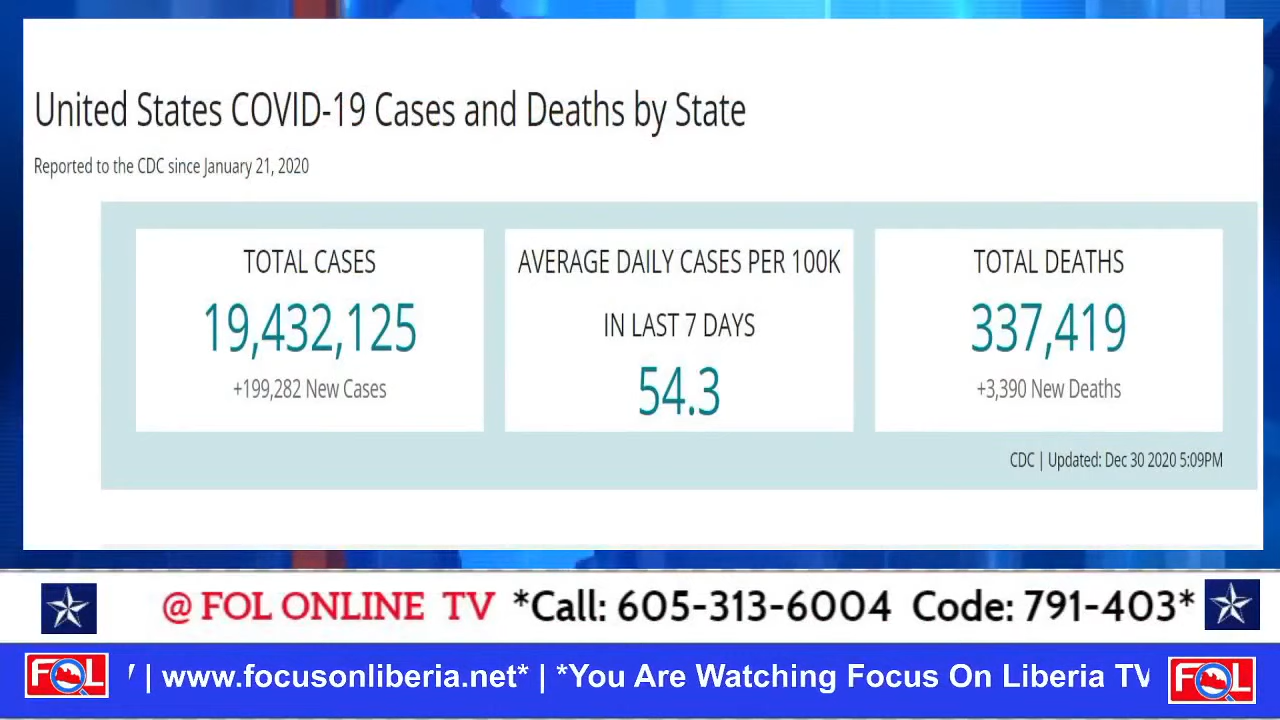 United States COVID-19 Cases and Deaths by State
Reported to the CDC since January 21, 2020
TOTAL CASES
19,432,125
+199,282 New Cases
AVERAGE DAILY CASES PER 100K
IN LAST 7 DAYS
54.3
TOTAL DEATHS
337,419
+3,390 New Deaths
CDC | Updated: Dec 30 2020 5:09PM
@ FOL ONLINE TV *Call: 605-313-6004 Code: 791-403*
FOL
| www.focusonliberia.net* | *You Are Watching Focus On Liberia TV
FOL